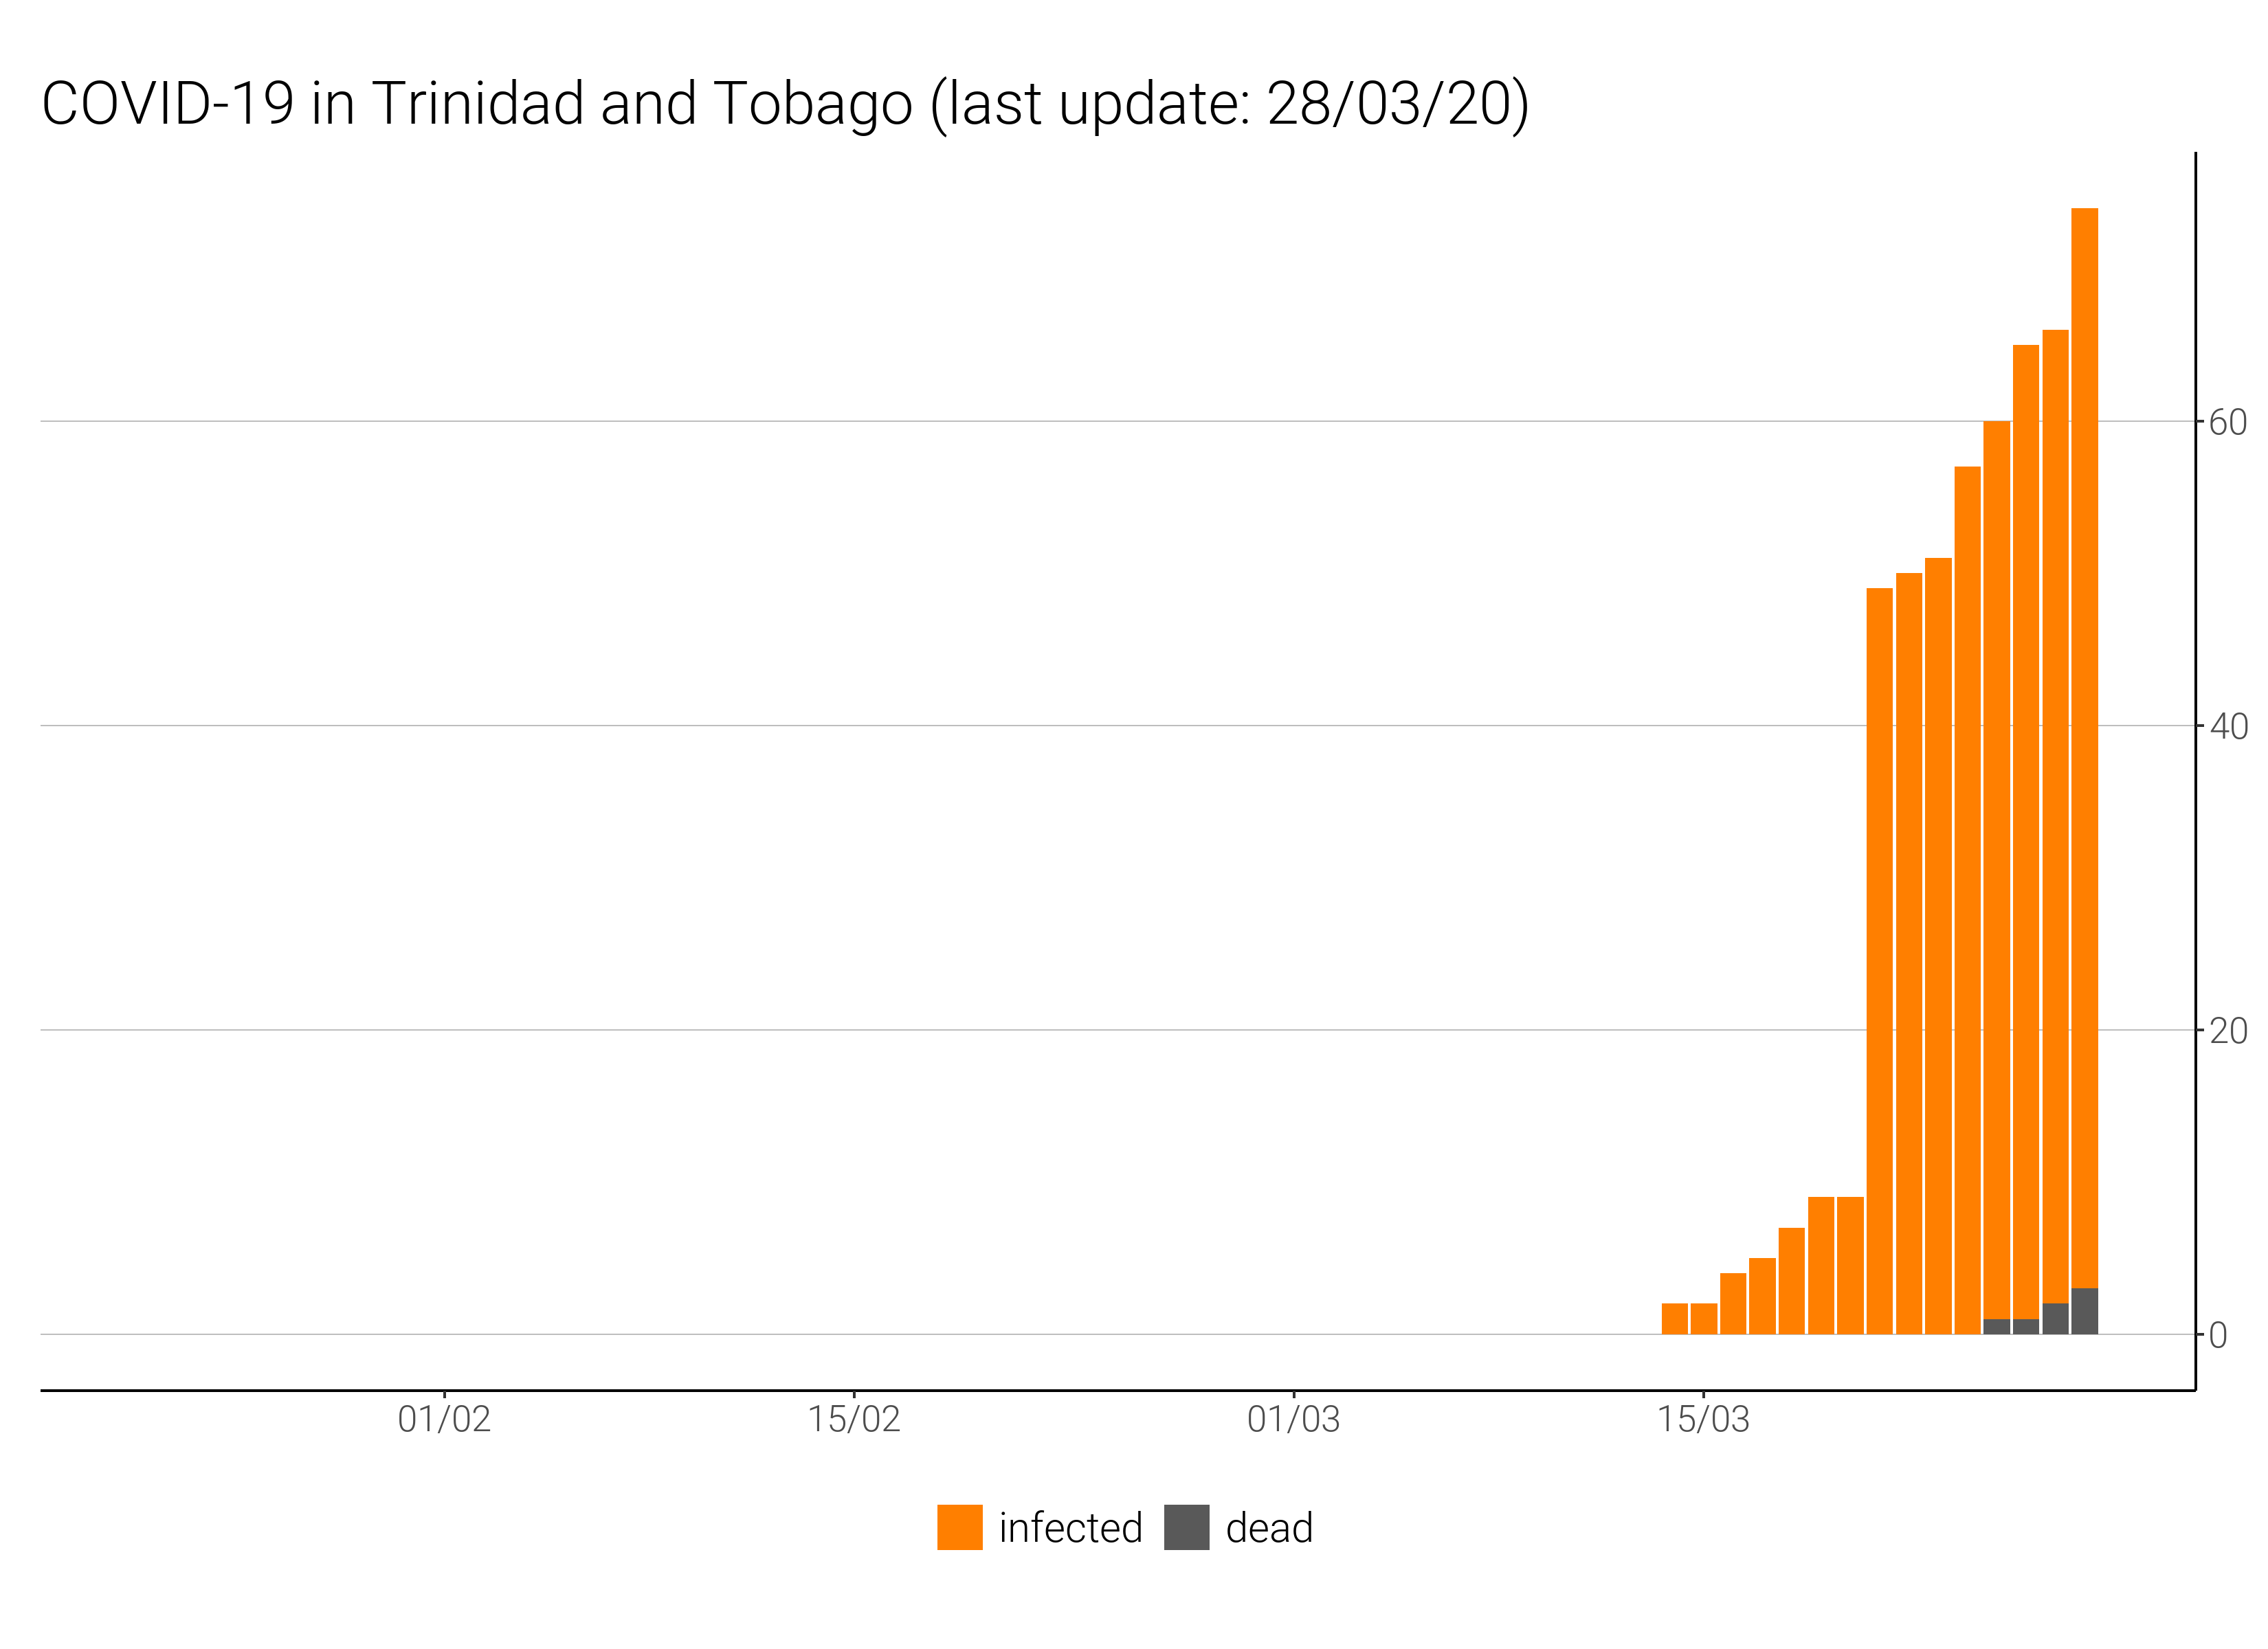 COVID-19 in Trinidad and Tobago (last update: 28/03/20)
60
40
20
0
01/02 15/02 01/03 15/03
infected dead